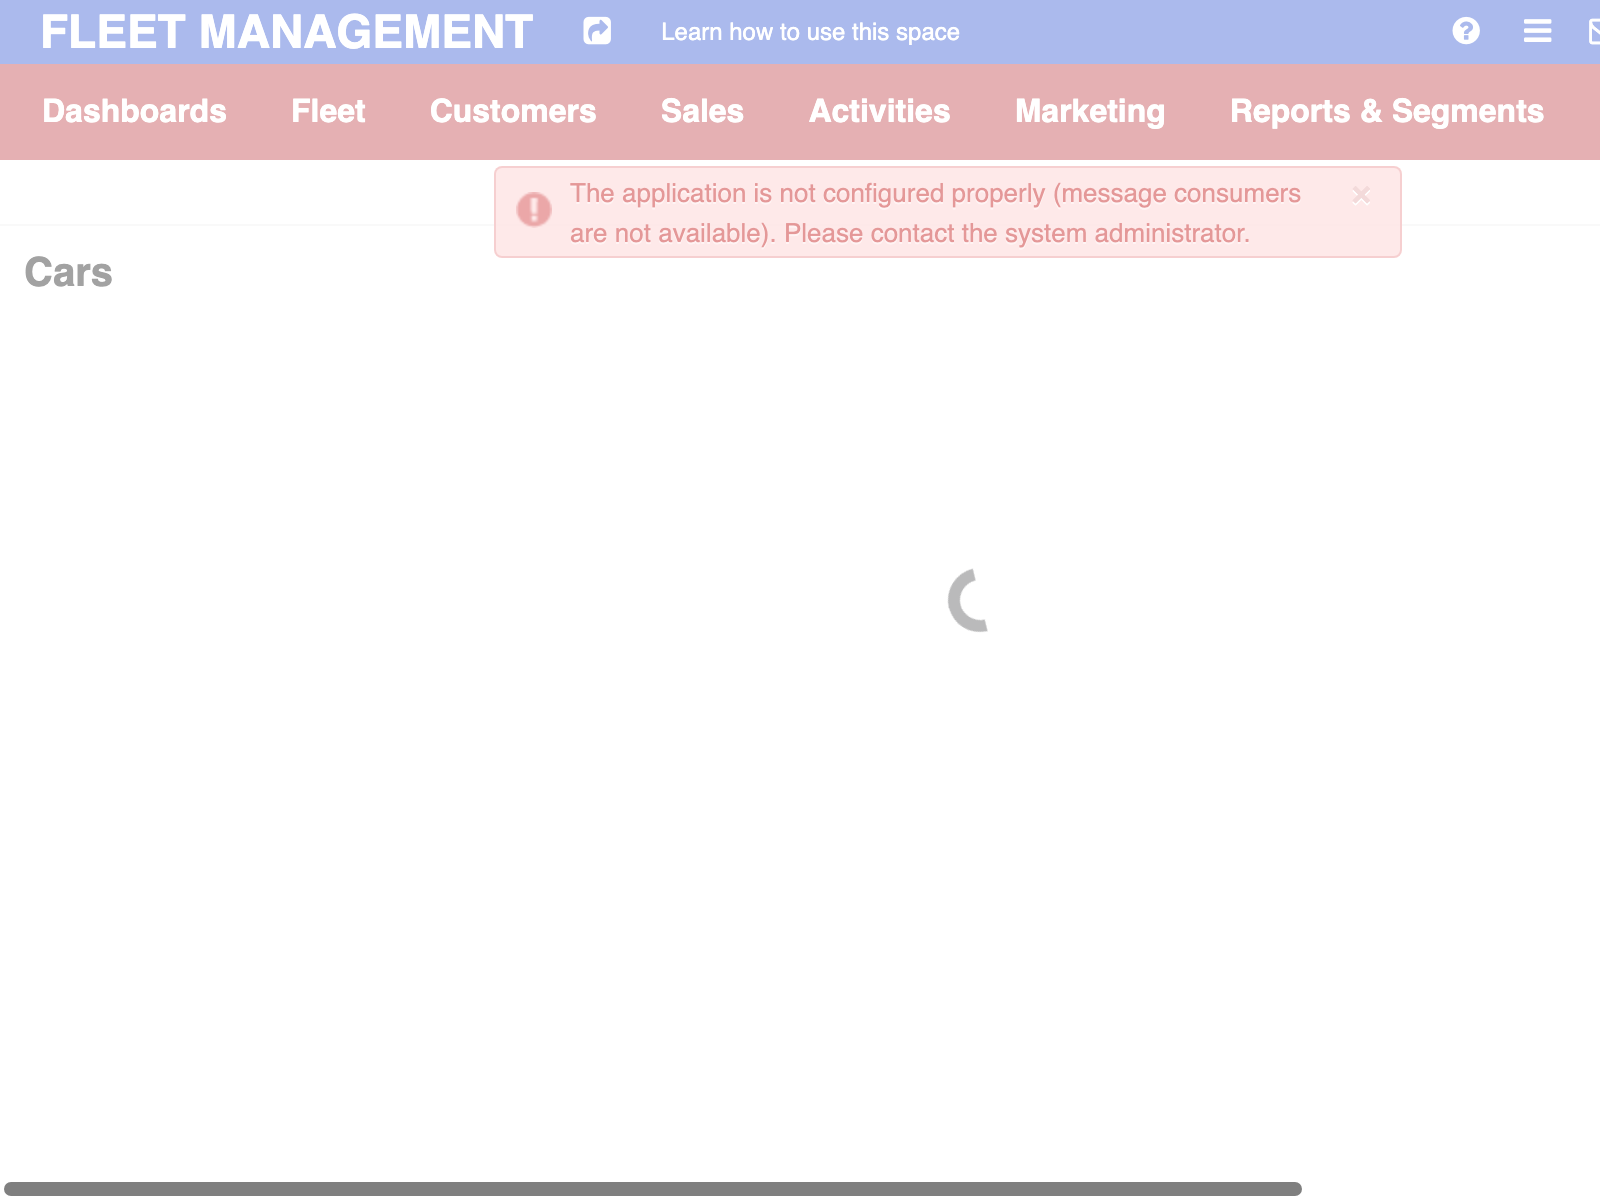 FLEET MANAGEMENT
Learn how to use this space
Dashboards Fleet Customers Sales Activities Marketing Reports & Segments
The application is not configured properly (message consumers
are not available). Please contact the system administrator.
Cars